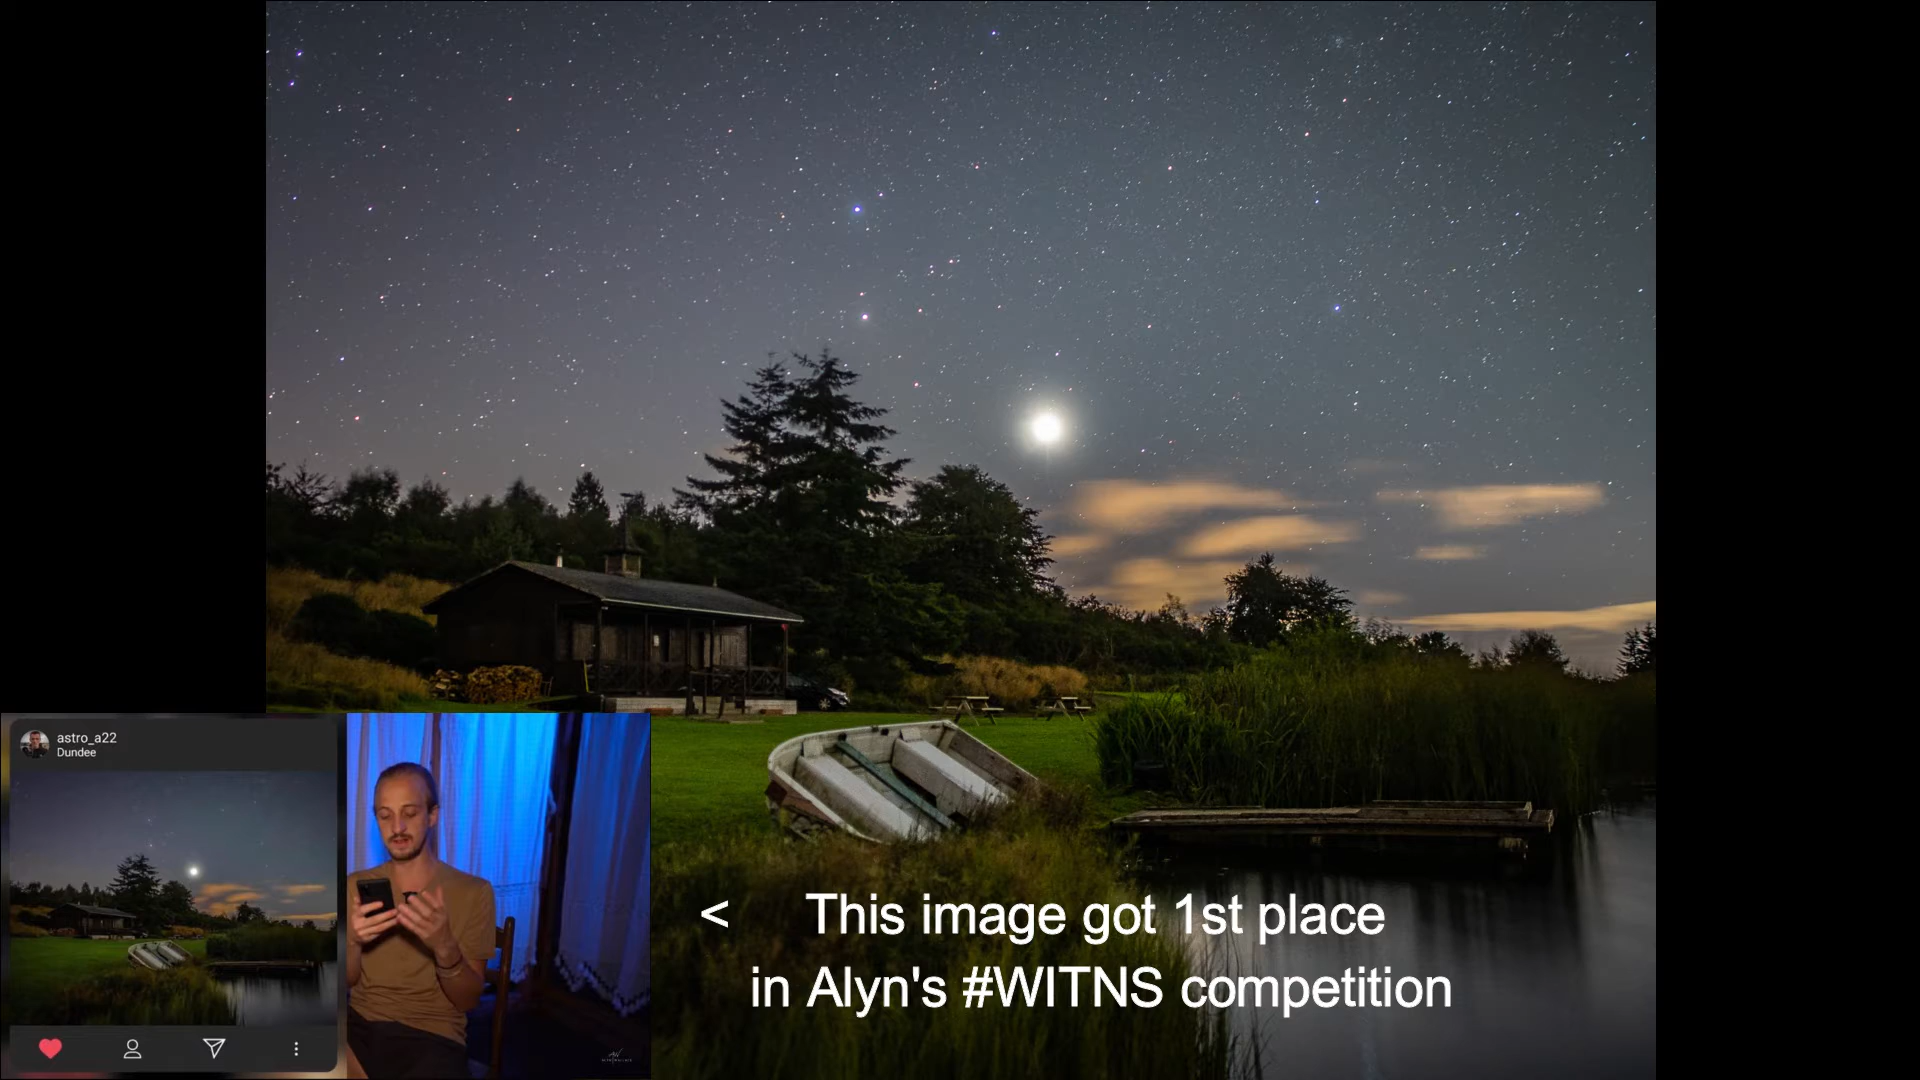 astro_a22
Dundee
< This image got 1st place
in Alyn's #WITNS competition